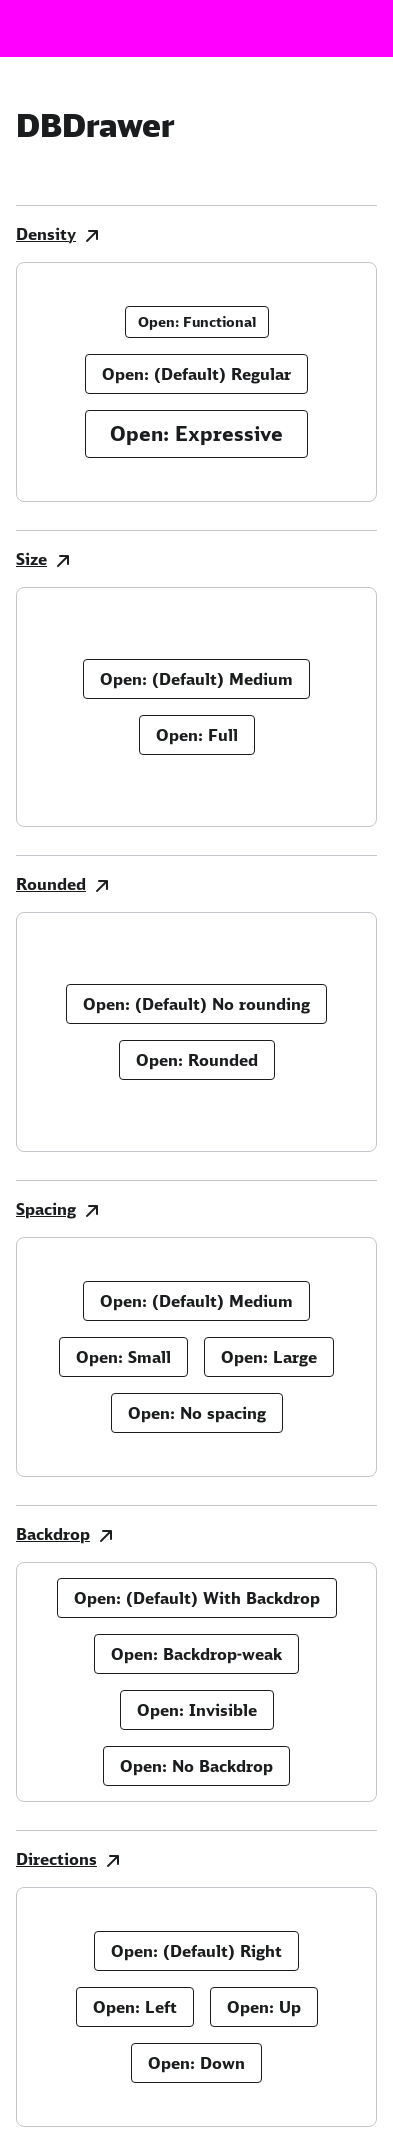 DBDrawer
Density
Open: Functional
Open: (Default) Regular
Open: Expressive
Size
Open: (Default) Medium
Open: Full
Rounded
Open: (Default) No rounding
Open: Rounded
Spacing
Open: (Default) Medium
Open: Small Open: Large
Open: No spacing
Backdrop
Open: (Default) With Backdrop
Open: Backdrop-weak
Open: Invisible
Open: No Backdrop
Directions
Open: (Default) Right
Open: Left Open: Up
Open: Down